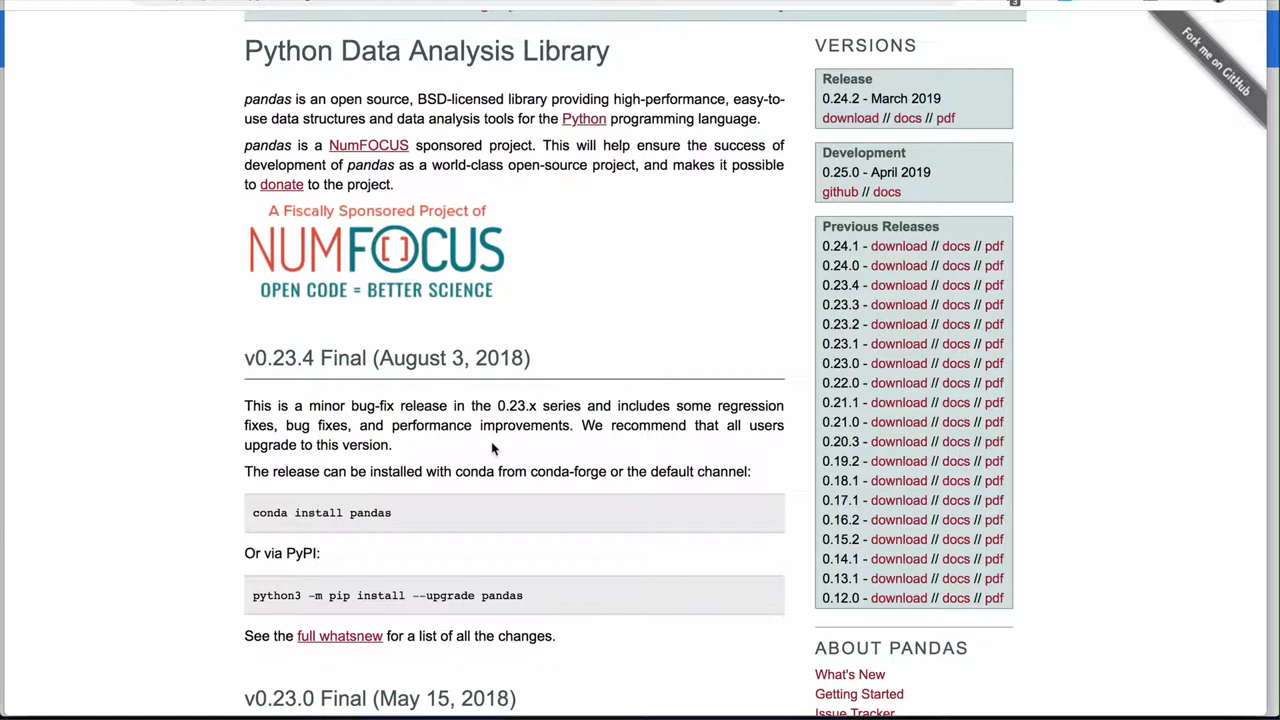 Python Data Analysis Library
pandas is an open source, BSD-licensed library providing high-performance, easy-to-
use data structures and data analysis tools for the Python programming language.
pandas is a NumFOCUS sponsored project. This will help ensure the success of
development of pandas as a world-class open-source project, and makes it possible
to donate to the project.
A Fiscally Sponsored Project of
NUMFOCUS
OPEN CODE = BETTER SCIENCE
v0.23.4 Final (August 3, 2018)
This is a minor bug-fix release in the 0.23.x series and includes some regression
fixes, bug fixes, and performance improvements. We recommend that all users
upgrade to this version.
The release can be installed with conda from conda-forge or the default channel:
conda install pandas
Or via PyPI:
python3 -m pip install --upgrade pandas
See the full whatsnew for a list of all the changes.
v0.23.0 Final (May 15, 2018)
VERSIONS
Release
0.24.2 - March 2019
download // docs // pdf
Development
0.25.0 - April 2019
github // docs
Previous Releases
0.24.1 - download // docs // pdf
0.24.0 - download // docs // pdf
0.23.4 - download // docs // pdf
0.23.3 - download // docs // pdf
0.23.2 - download // docs // pdf
0.23.1 - download // docs // pdf
0.23.0 - download // docs // pdf
0.22.0 - download // docs // pdf
0.21.1 - download // docs // pdf
0.21.0 - download // docs // pdf
0.20.3 - download // docs // pdf
0.19.2 - download // docs // pdf
0.18.1 - download // docs // pdf
0.17.1 - download // docs // pdf
0.16.2 - download // docs // pdf
0.15.2 - download // docs // pdf
0.14.1 - download // docs // pdf
0.13.1 - download // docs // pdf
0.12.0 - download // docs // pdf
ABOUT PANDAS
What's New
Getting Started
Issue Tracker
Fork me on GitHub